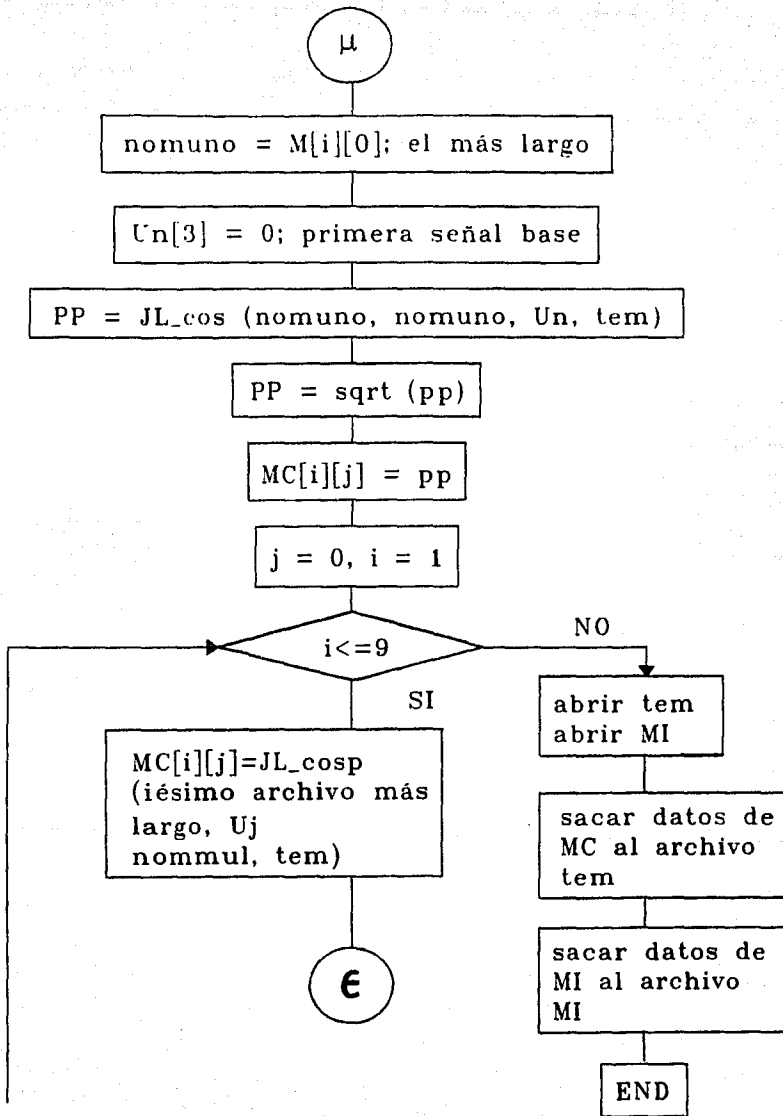 μ
nomuno = M[i][0]; el más largo
Un[3] = 0; primera señal base
PP = JL_cos (nomuno, nomuno, Un, tem)
PP = sqrt (pp)
MC[i][j] = pp
j = 0, i = 1
i<=9
NO
SI
MC[i][j]=JL_cosp
(iésimo archivo más
largo, Uj
nommul, tem)
ϵ
abrir tem
abrir MI
sacar datos de
MC al archivo
tem
sacar datos de
MI al archivo
MI
END